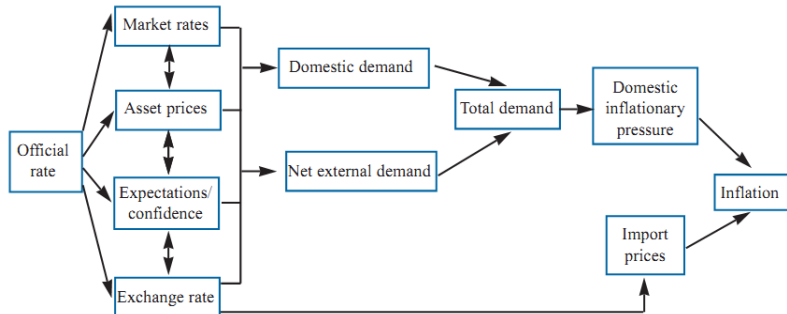 Market rates
Asset prices
Official
rate
Expectations/
confidence
Exchange rate
Domestic demand
Net external demand
Total demand
Domestic
inflationary
pressure
Import
prices
Inflation